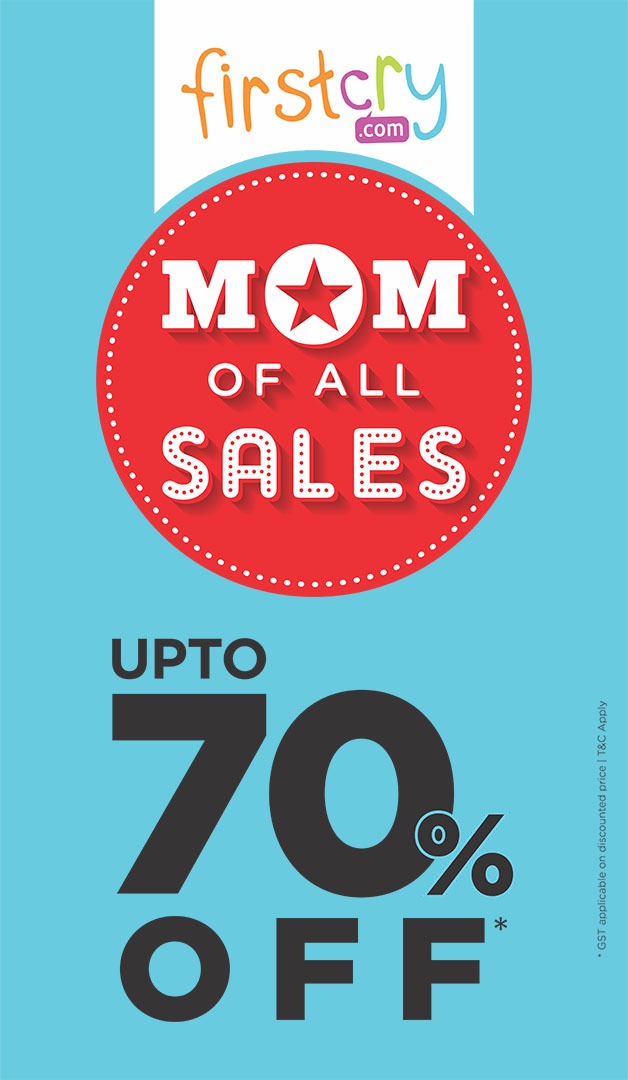 firstcry
.com
MOM
OF ALL
SALES
UPTO
70%
OFF*
* GST applicable on discounted price | T&C Apply